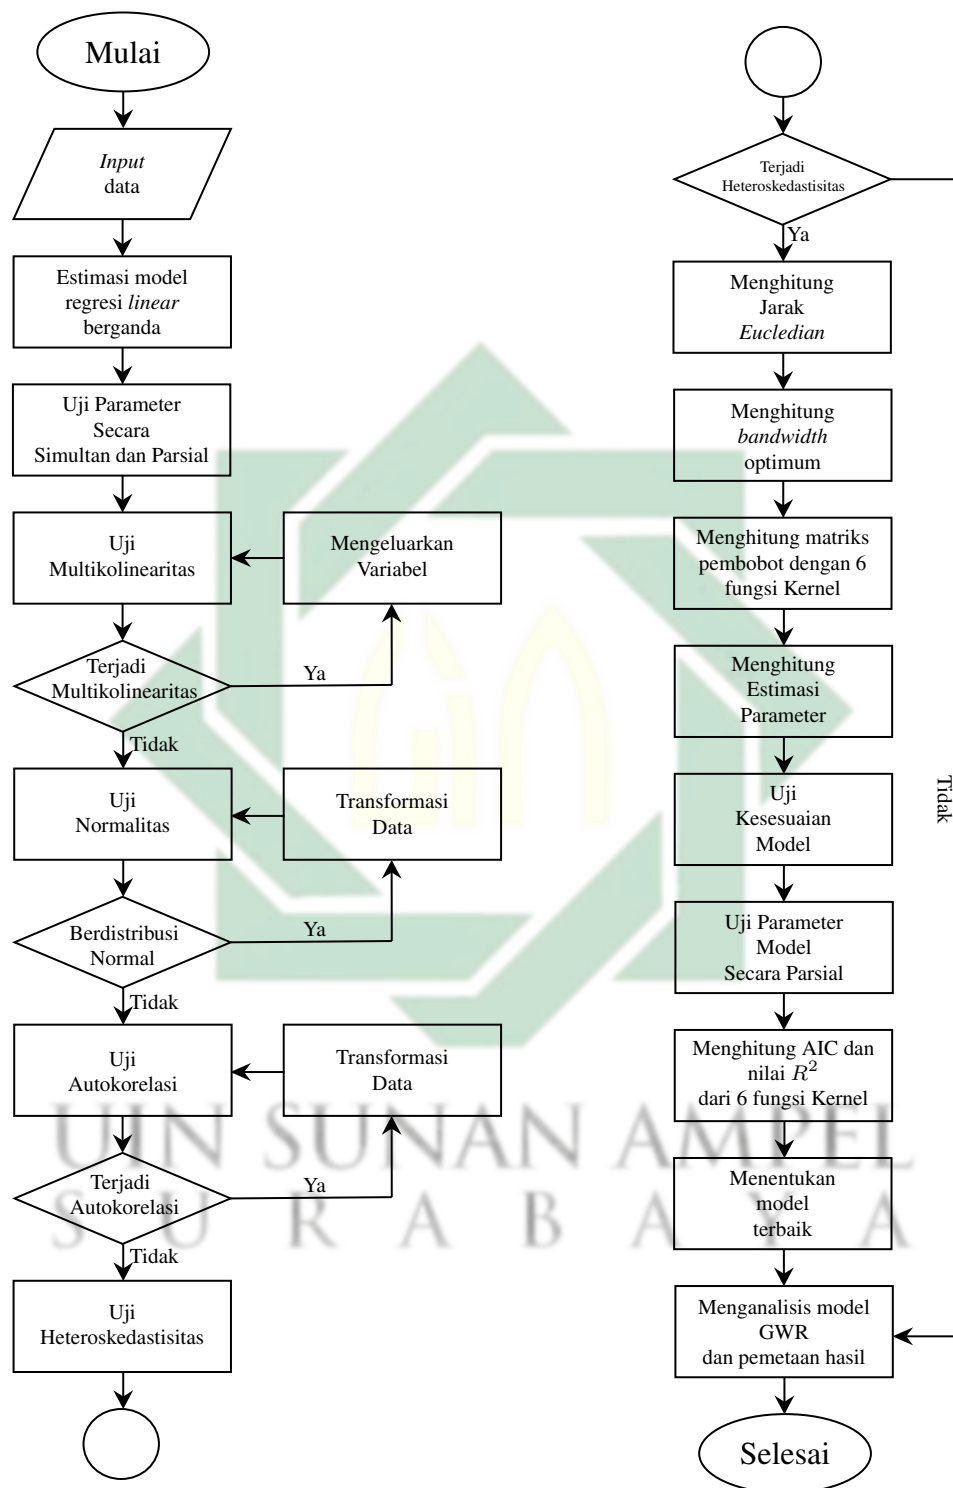 Mulai
Input
data
Estimasi model
regresi linear
berganda
Uji Parameter
Secara
Simultan dan Parsial
Uji
Multikolinearitas
Mengeluarkan
Variabel
Terjadi
Multikolinearitas
Ya
Tidak
Uji
Normalitas
Transformasi
Data
Berdistribusi
Normal
Ya
Tidak
Uji
Autokorelasi
Transformasi
Data
Terjadi
Autokorelasi
Ya
Tidak
Uji
Heteroskedastisitas
Terjadi
Heteroskedastisitas
Ya
Tidak
Menghitung
Jarak
Eucledian
Menghitung
bandwidth
optimum
Menghitung matriks
pembobot dengan 6
fungsi Kernel
Menghitung
Estimasi
Parameter
Uji
Kesesuaian
Model
Uji Parameter
Model
Secara Parsial
Menghitung AIC dan
nilai R²
dari 6 fungsi Kernel
Menentukan
model
terbaik
Menganalisis model
GWR
dan pemetaan hasil
Selesai
UIN SUNAN AMPEL
SURABAYA